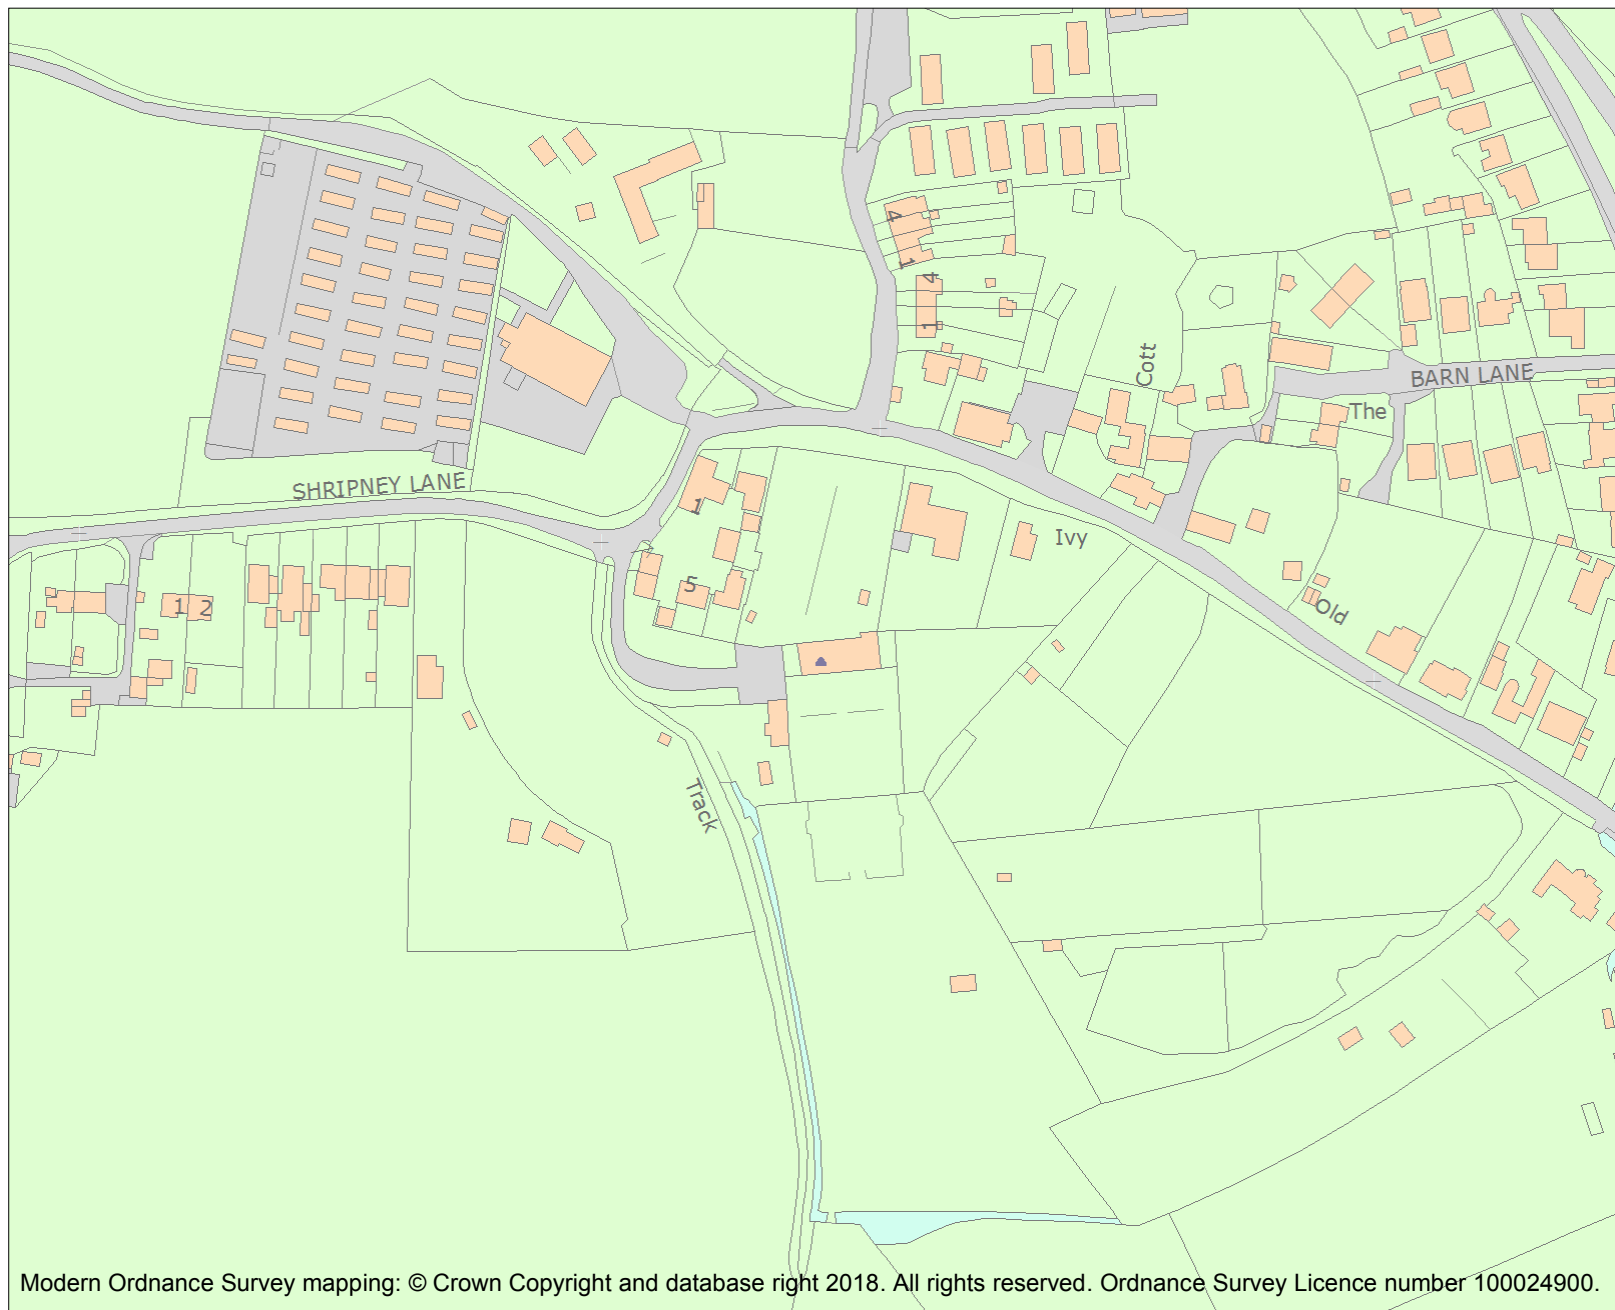 4
1
4
1
Cott
BARN LANE
The
SHRIPNEY LANE
1
Ivy
5
1 2
Old
Track
Modern Ordnance Survey mapping: © Crown Copyright and database right 2018. All rights reserved. Ordnance Survey Licence number 100024900.